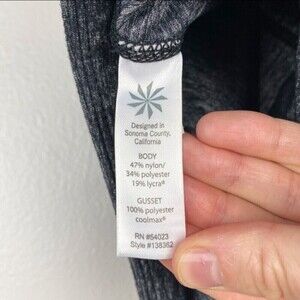 Designed in
Sonoma County,
California
BODY
47% nylon/
34% polyester
19% lycra®
GUSSET
100% polyester
coolmax®
RN #54023
Style #138362